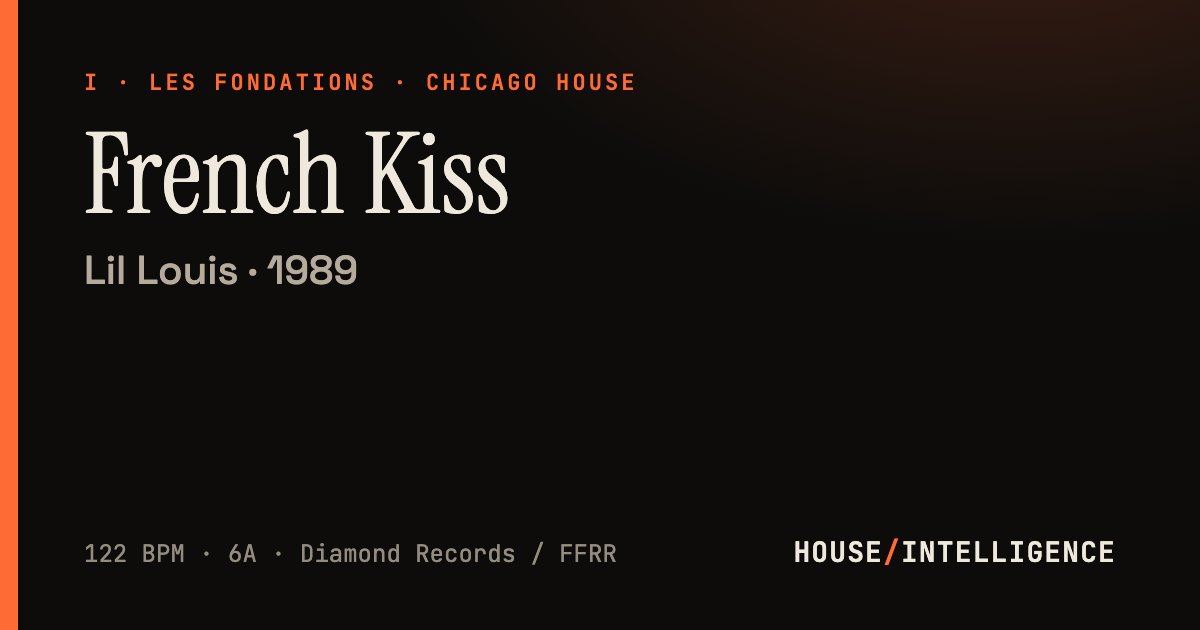 I · LES FONDATIONS · CHICAGO HOUSE
French Kiss
Lil Louis · 1989
122 BPM · 6A · Diamond Records / FFRR
HOUSE/INTELLIGENCE